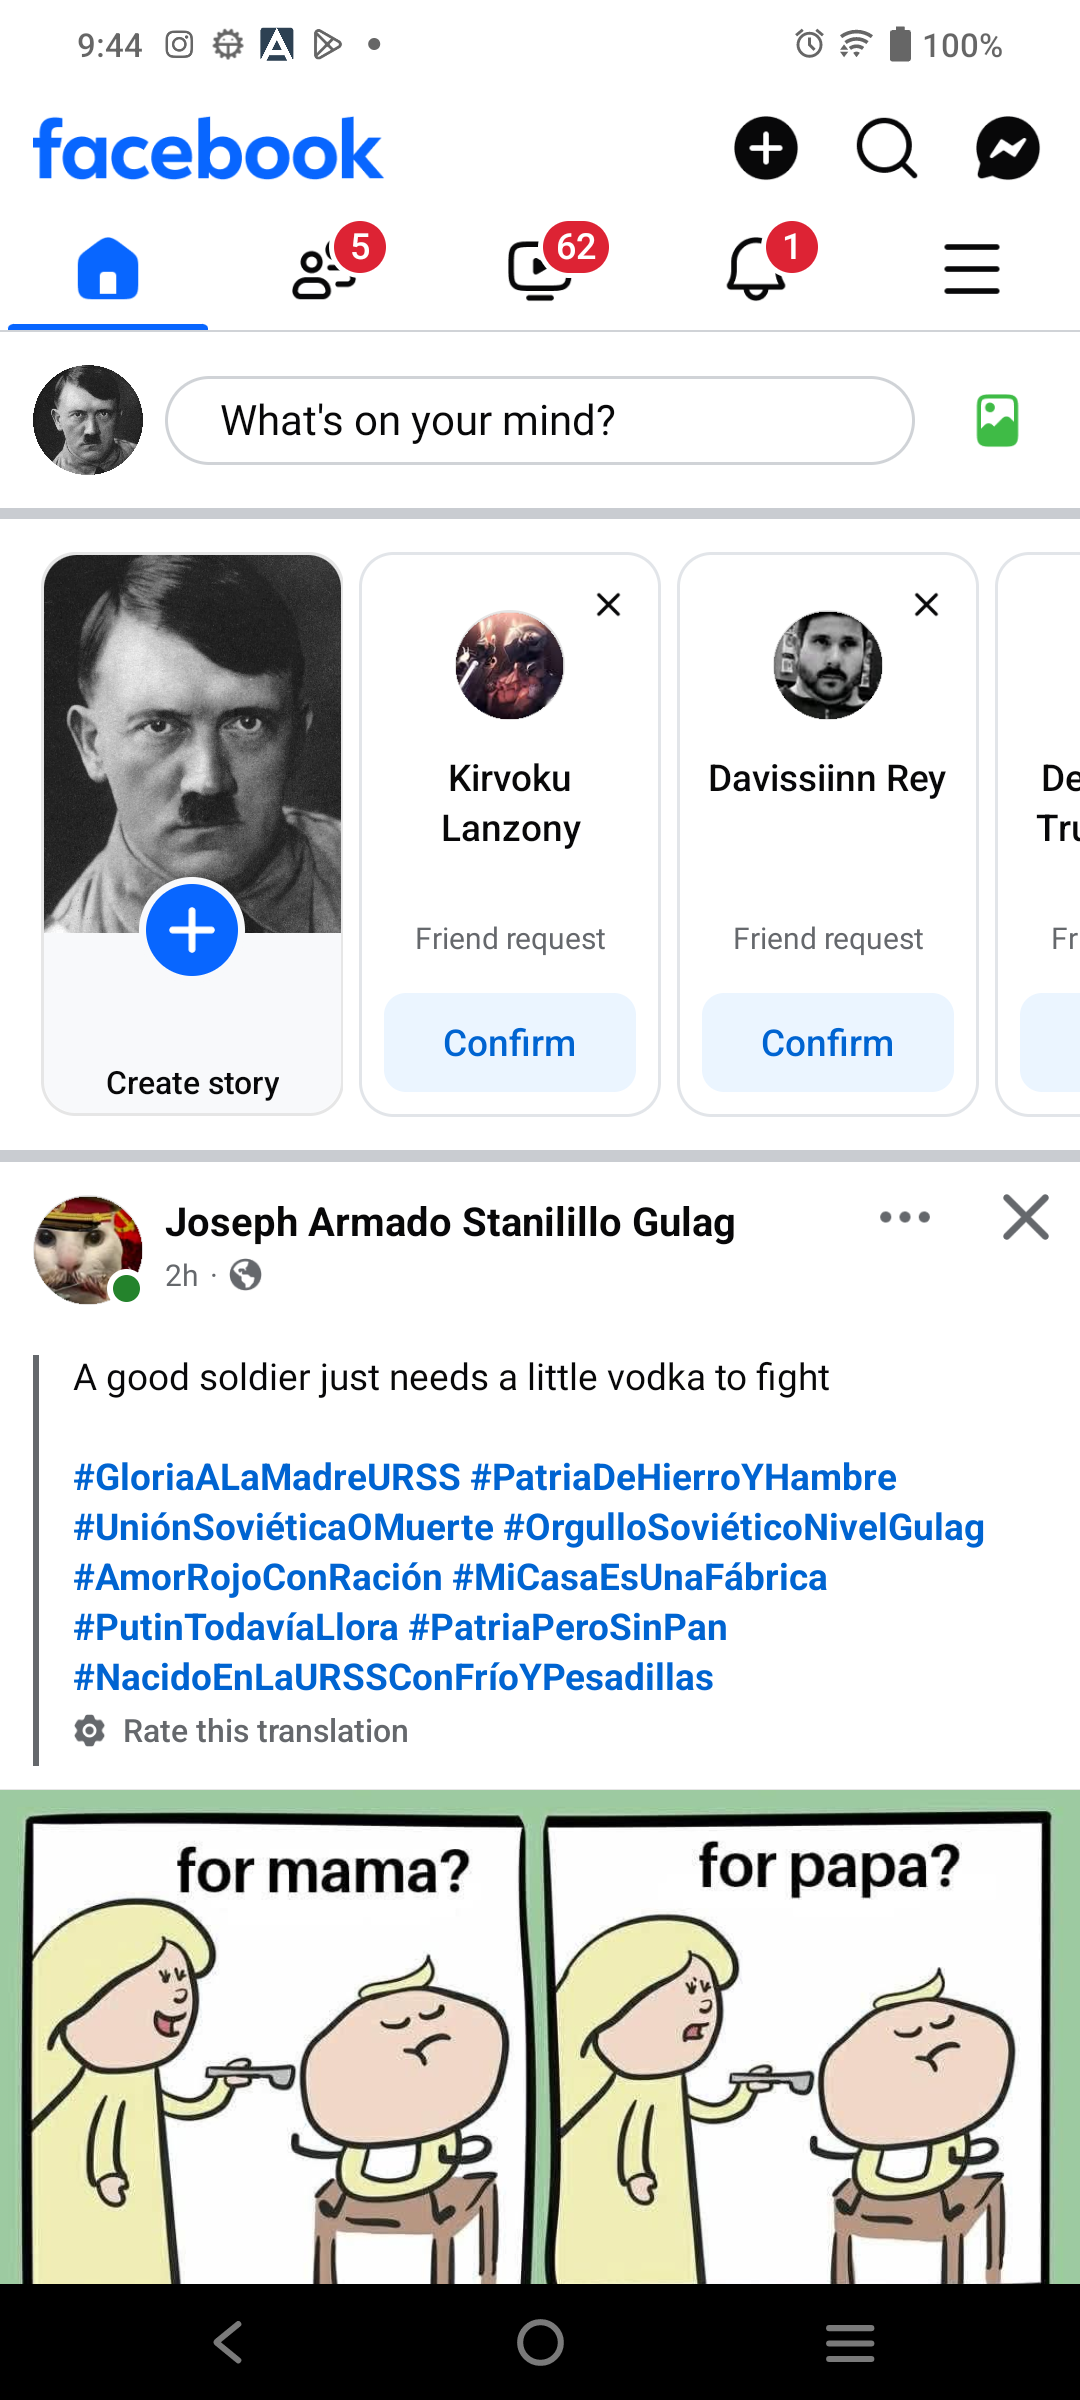 9:44
100%
facebook
5
62
1
What's on your mind?
Create story
Kirvoku
Lanzony
Friend request
Confirm
Davissiinn Rey
Friend request
Confirm
De
Tru
Fr
Joseph Armado Stanilillo Gulag
2h ·
A good soldier just needs a little vodka to fight
#GloriaALaMadreURSS #PatriaDeHierroYHambre
#UniónSoviéticaOMuerte #OrgulloSoviéticoNivelGulag
#AmorRojoConRación #MiCasaEsUnaFábrica
#PutinTodavíaLlora #PatriaPeroSinPan
#NacidoEnLaURSSConFríoYPesadillas
Rate this translation
for mama?
for papa?